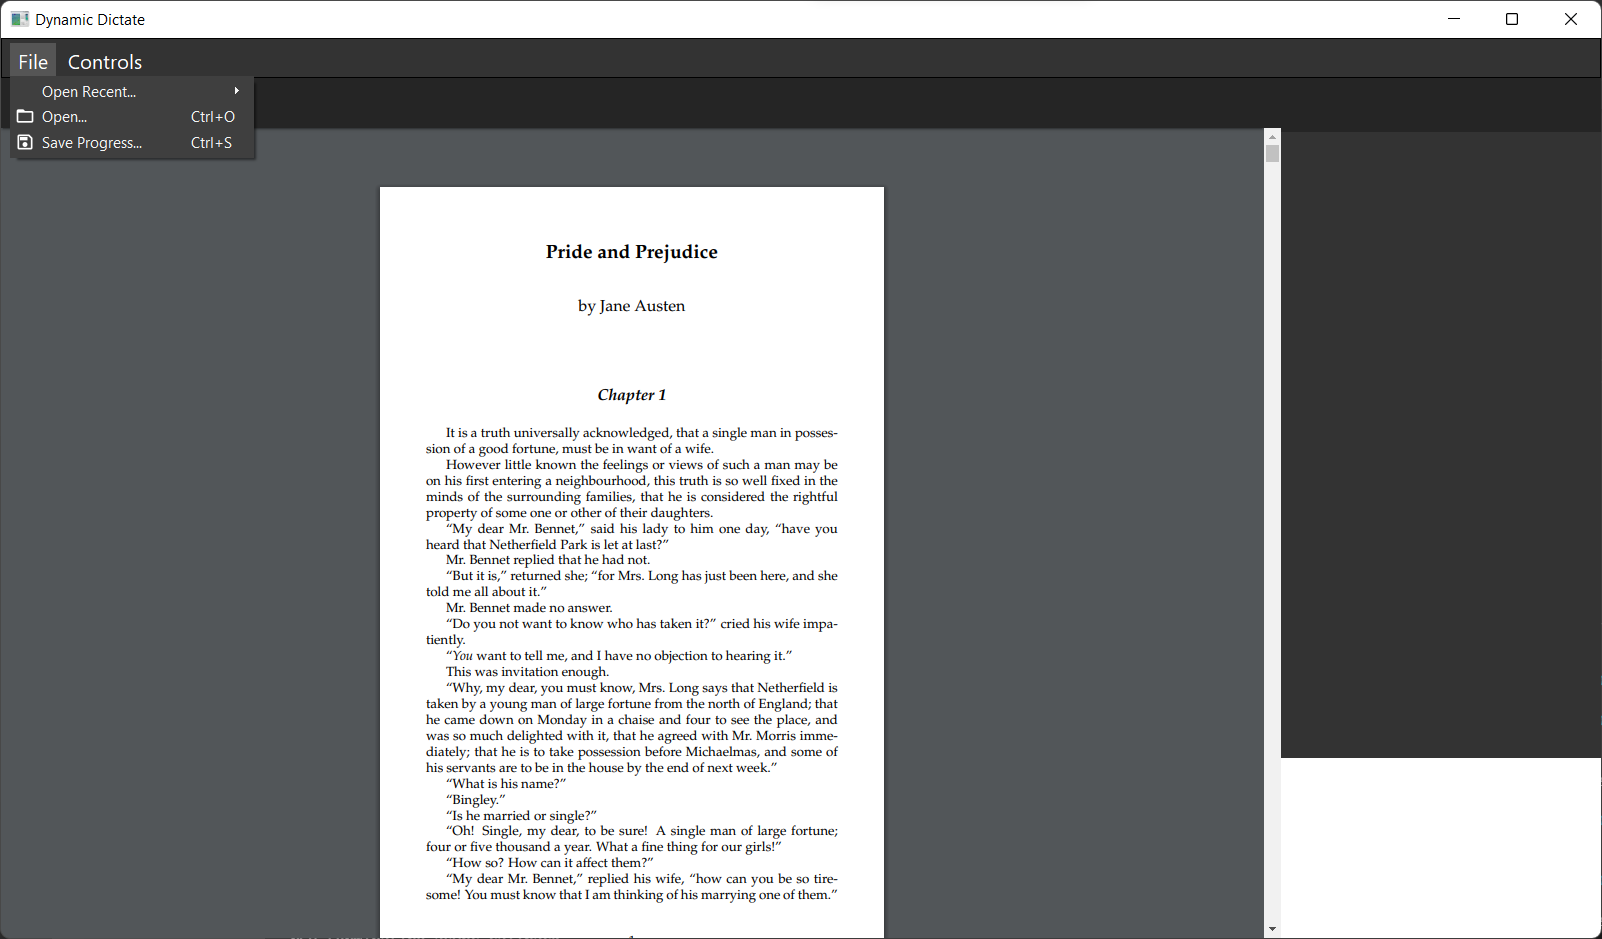 Dynamic Dictate
File Controls
Open Recent...
Open... Ctrl+O
Save Progress... Ctrl+S
Pride and Prejudice
by Jane Austen
Chapter 1
It is a truth universally acknowledged, that a single man in posses-
sion of a good fortune, must be in want of a wife.
However little known the feelings or views of such a man may be
on his first entering a neighbourhood, this truth is so well fixed in the
minds of the surrounding families, that he is considered the rightful
property of some one or other of their daughters.
“My dear Mr. Bennet,” said his lady to him one day, “have you
heard that Netherfield Park is let at last?”
Mr. Bennet replied that he had not.
“But it is,” returned she; “for Mrs. Long has just been here, and she
told me all about it.”
Mr. Bennet made no answer.
“Do you not want to know who has taken it?” cried his wife impa-
tiently.
“You want to tell me, and I have no objection to hearing it.”
This was invitation enough.
“Why, my dear, you must know, Mrs. Long says that Netherfield is
taken by a young man of large fortune from the north of England; that
he came down on Monday in a chaise and four to see the place, and
was so much delighted with it, that he agreed with Mr. Morris imme-
diately; that he is to take possession before Michaelmas, and some of
his servants are to be in the house by the end of next week.”
“What is his name?”
“Bingley.”
“Is he married or single?”
“Oh! Single, my dear, to be sure! A single man of large fortune;
four or five thousand a year. What a fine thing for our girls!”
“How so? How can it affect them?”
“My dear Mr. Bennet,” replied his wife, “how can you be so tire-
some! You must know that I am thinking of his marrying one of them.”